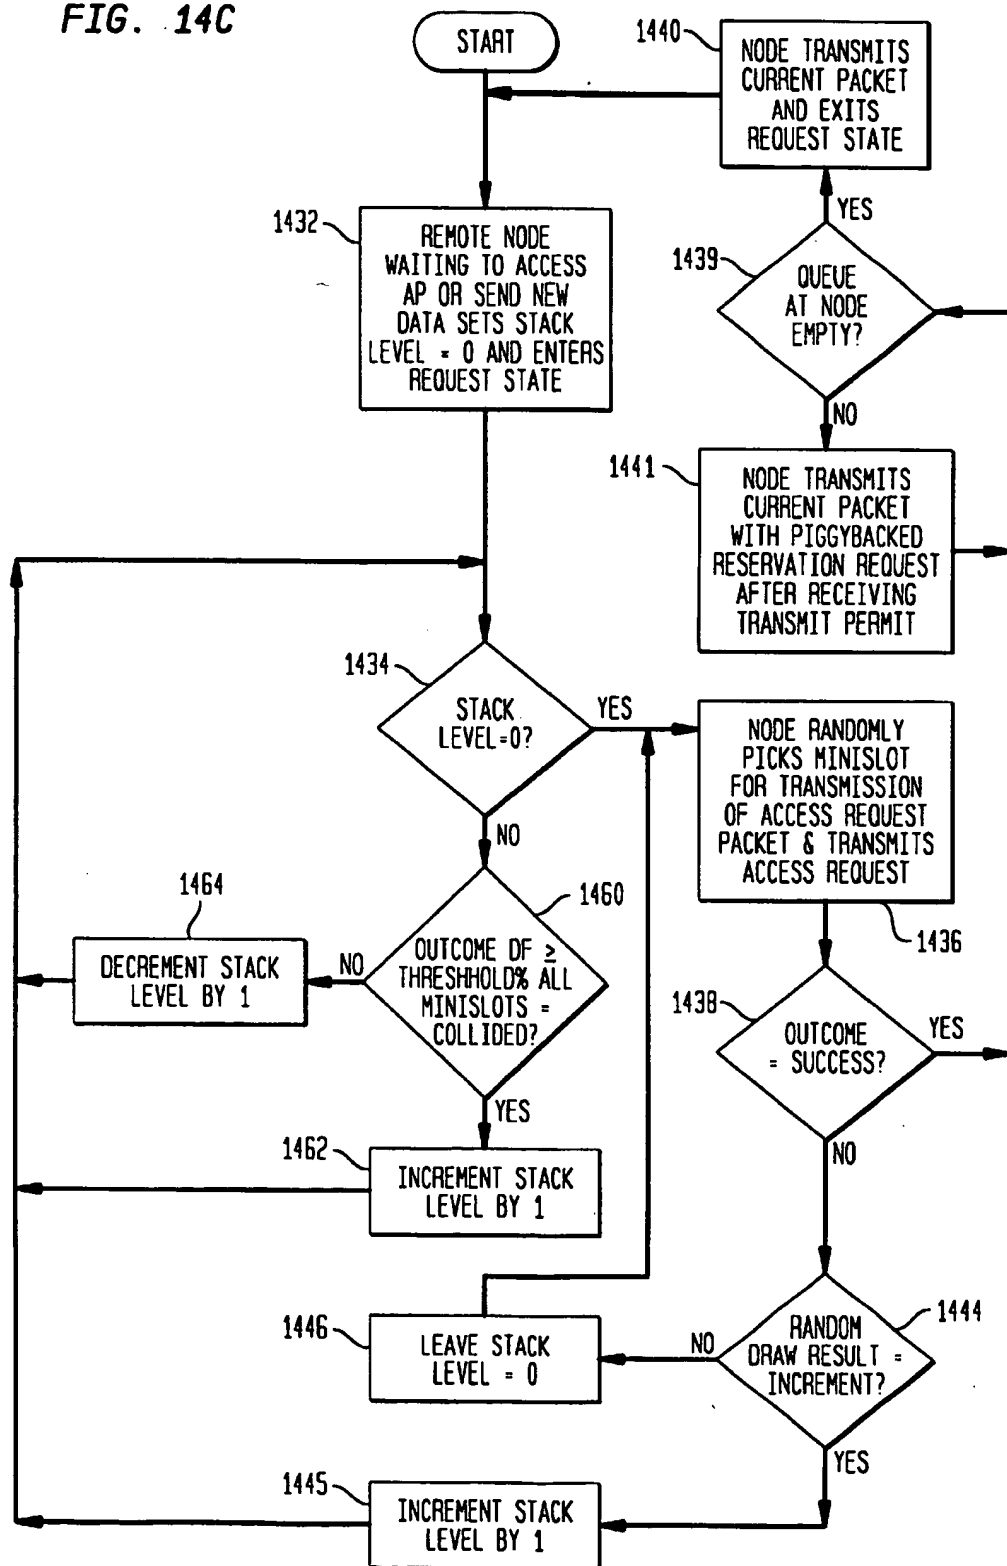 FIG. 14C
START
1440
NODE TRANSMITS
CURRENT PACKET
AND EXITS
REQUEST STATE
YES
1432
REMOTE NODE
WAITING TO ACCESS
AP OR SEND NEW
DATA SETS STACK
LEVEL = 0 AND ENTERS
REQUEST STATE
1439
QUEUE
AT NODE
EMPTY?
NO
1441
NODE TRANSMITS
CURRENT PACKET
WITH PIGGYBACKED
RESERVATION REQUEST
AFTER RECEIVING
TRANSMIT PERMIT
1434
STACK
LEVEL=0?
YES
NO
NODE RANDOMLY
PICKS MINISLOT
FOR TRANSMISSION
OF ACCESS REQUEST
PACKET & TRANSMITS
ACCESS REQUEST
1436
1464
DECREMENT STACK
LEVEL BY 1
NO
1460
OUTCOME OF ≥
THRESHHOLD% ALL
MINISLOTS =
COLLIDED?
YES
1438
OUTCOME
= SUCCESS?
YES
NO
1462
INCREMENT STACK
LEVEL BY 1
1446
LEAVE STACK
LEVEL = 0
NO
1444
RANDOM
DRAW RESULT =
INCREMENT?
YES
1445
INCREMENT STACK
LEVEL BY 1